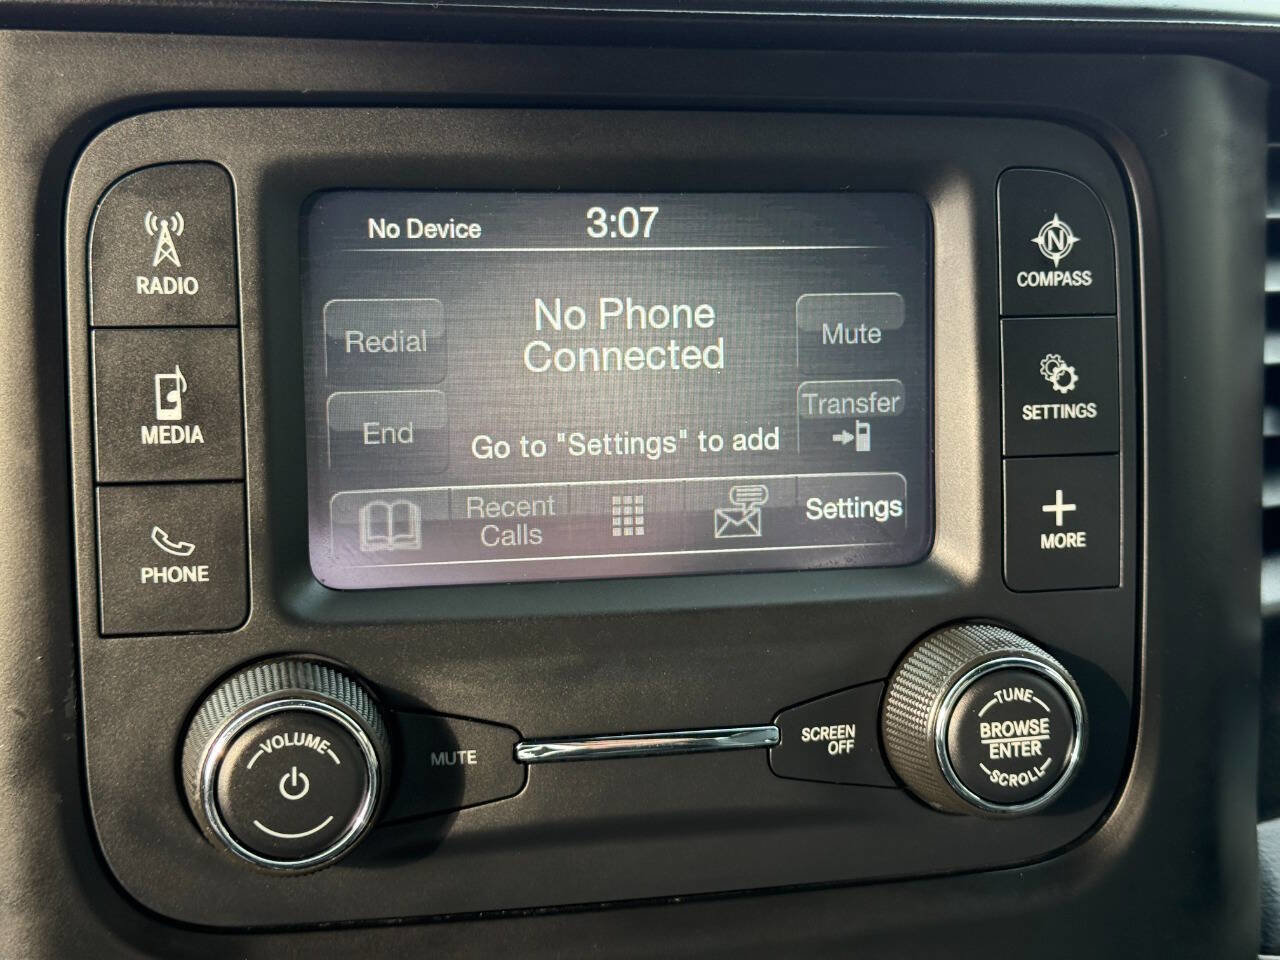 No Device 3:07
No Phone
Connected
Go to "Settings" to add
Redial
End
Mute
Transfer
Recent
Calls
Settings
RADIO
MEDIA
PHONE
N
COMPASS
SETTINGS
MORE
VOLUME
MUTE
SCREEN
OFF
TUNE
BROWSE
ENTER
SCROLL